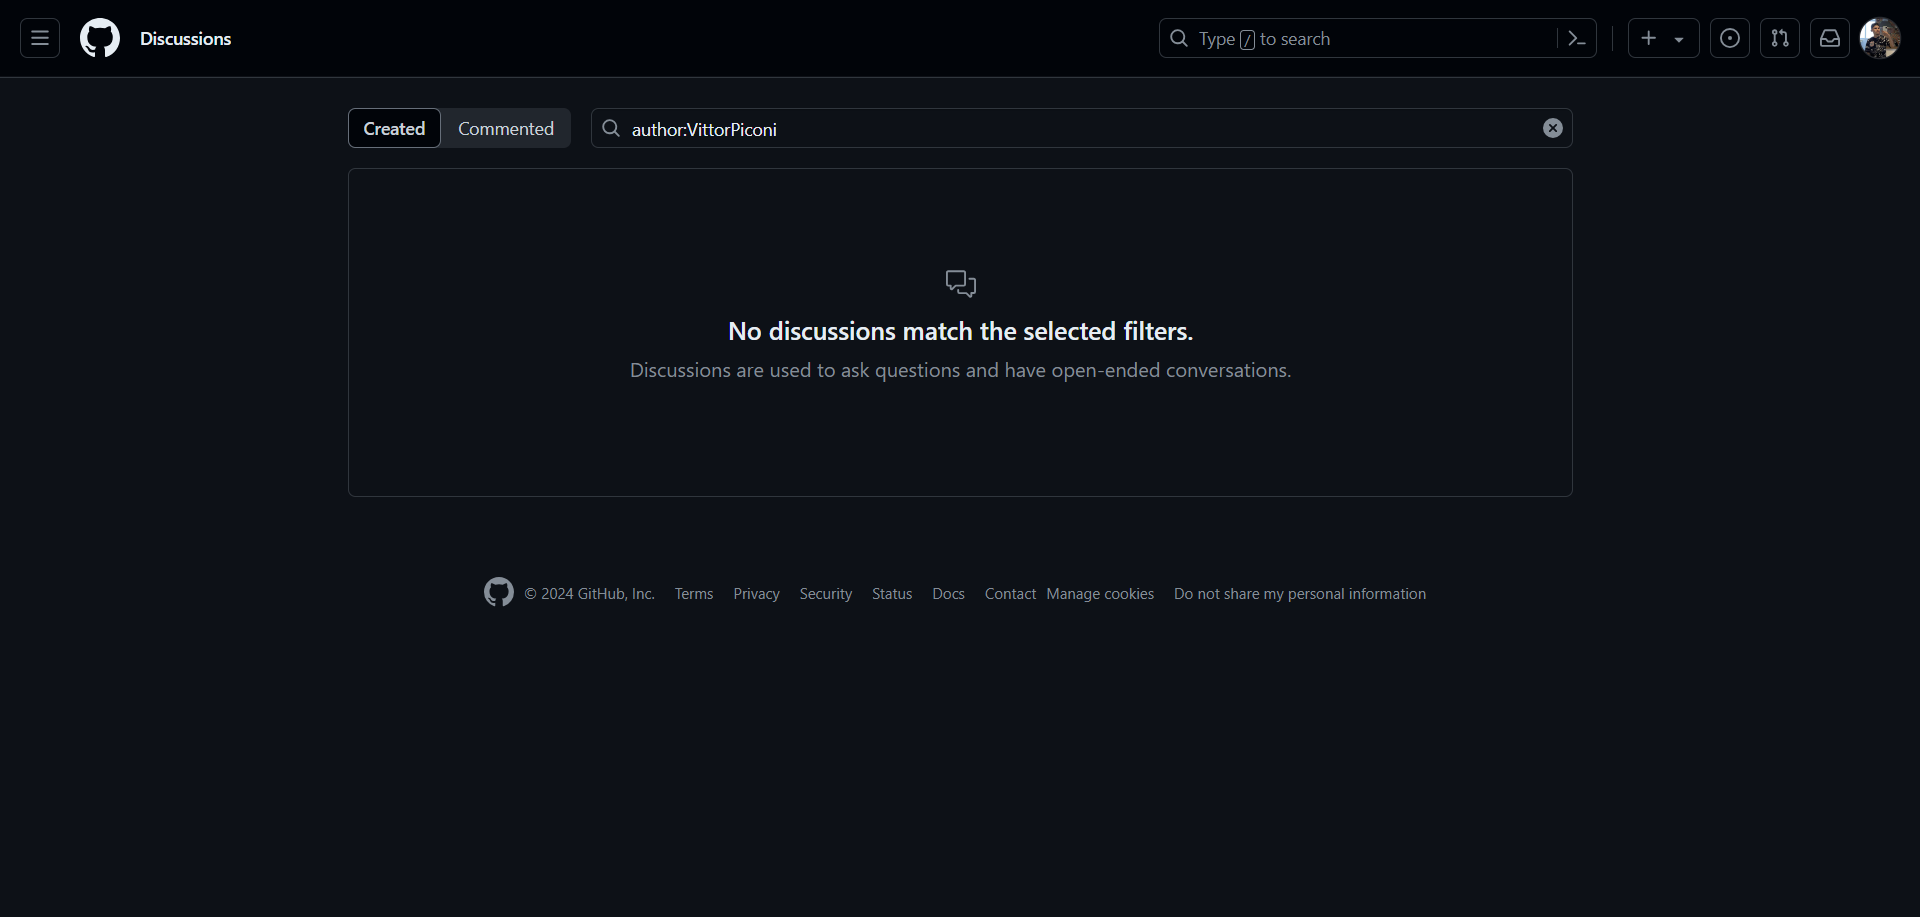 Discussions
Type / to search
Created
Commented
author:VittorPiconi
No discussions match the selected filters.
Discussions are used to ask questions and have open-ended conversations.
© 2024 GitHub, Inc. Terms Privacy Security Status Docs Contact Manage cookies Do not share my personal information